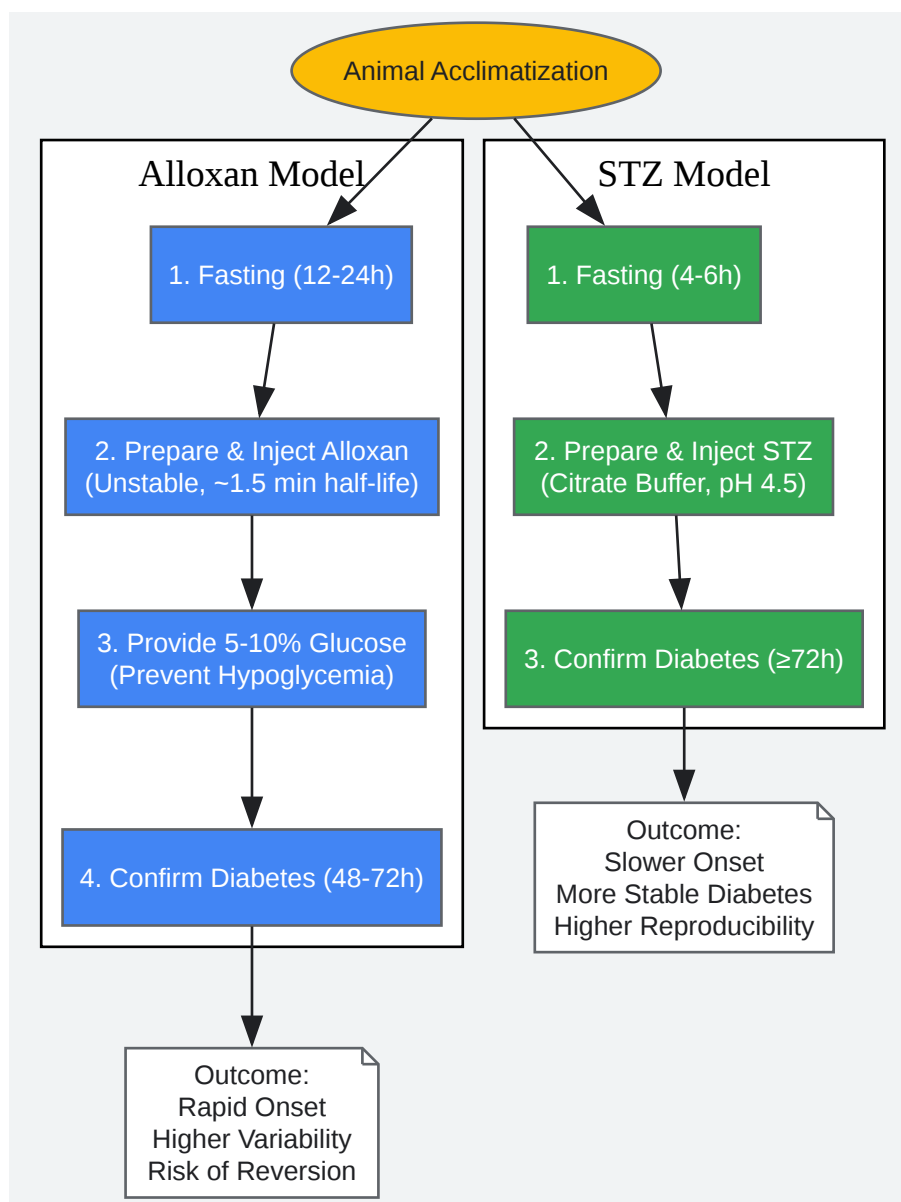 Animal Acclimatization
Alloxan Model
1. Fasting (12-24h)
2. Prepare & Inject Alloxan
(Unstable, ~1.5 min half-life)
3. Provide 5-10% Glucose
(Prevent Hypoglycemia)
4. Confirm Diabetes (48-72h)
Outcome:
Rapid Onset
Higher Variability
Risk of Reversion
STZ Model
1. Fasting (4-6h)
2. Prepare & Inject STZ
(Citrate Buffer, pH 4.5)
3. Confirm Diabetes (≥72h)
Outcome:
Slower Onset
More Stable Diabetes
Higher Reproducibility